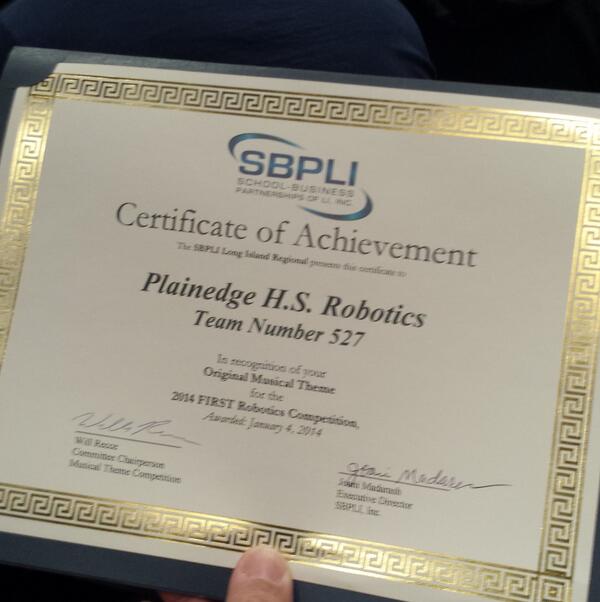 SBPLI
SCHOOL-BUSINESS
PARTNERSHIPS OF LI, INC.
Certificate of Achievement
The SBPLI Long Island Regional presents this certificate to
Plainedge H.S. Robotics
Team Number 527
In recognition of your
Original Musical Theme
for the
2014 FIRST Robotics Competition,
Awarded: January 4, 2014
Will
Committee Chairperson
Musical Theme Competition
Executive Director
SBPLI, Inc.